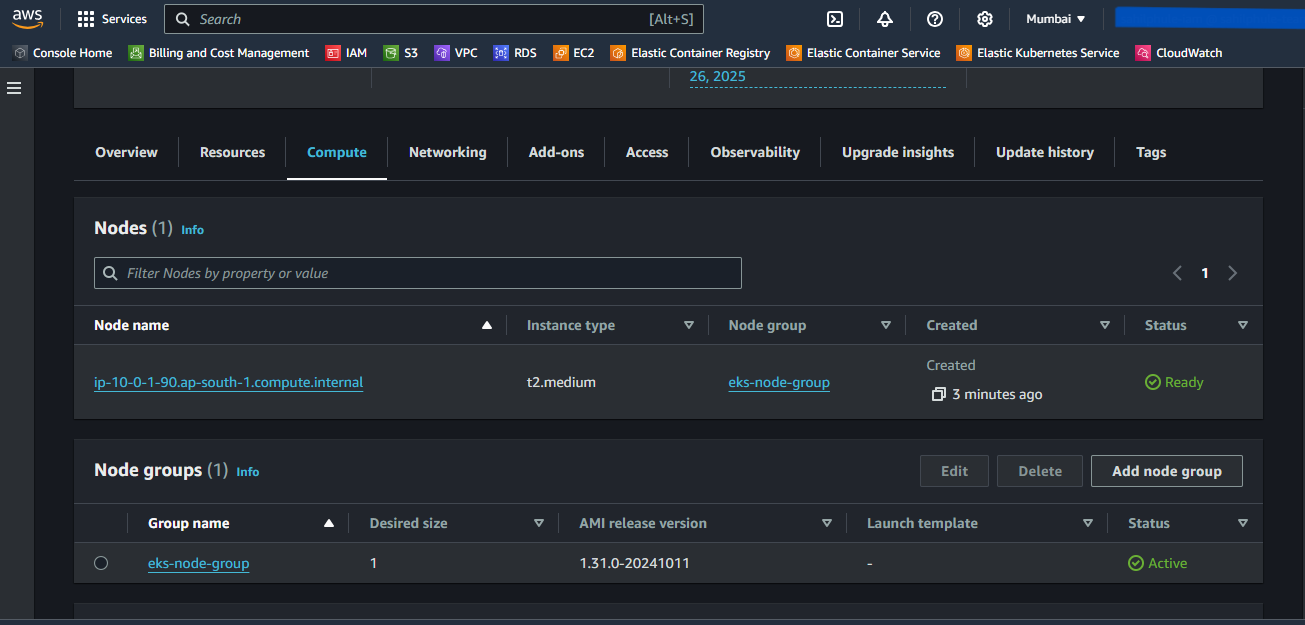 aws Services Search [Alt+S] Mumbai
Console Home Billing and Cost Management IAM S3 VPC RDS EC2 Elastic Container Registry Elastic Container Service Elastic Kubernetes Service CloudWatch
26, 2025
Overview Resources Compute Networking Add-ons Access Observability Upgrade insights Update history Tags
Nodes (1) Info
Filter Nodes by property or value 1
Node name Instance type Node group Created Status
Created
ip-10-0-1-90.ap-south-1.compute.internal t2.medium eks-node-group Ready
3 minutes ago
Node groups (1) Info Edit Delete Add node group
Group name Desired size AMI release version Launch template Status
eks-node-group 1 1.31.0-20241011 - Active